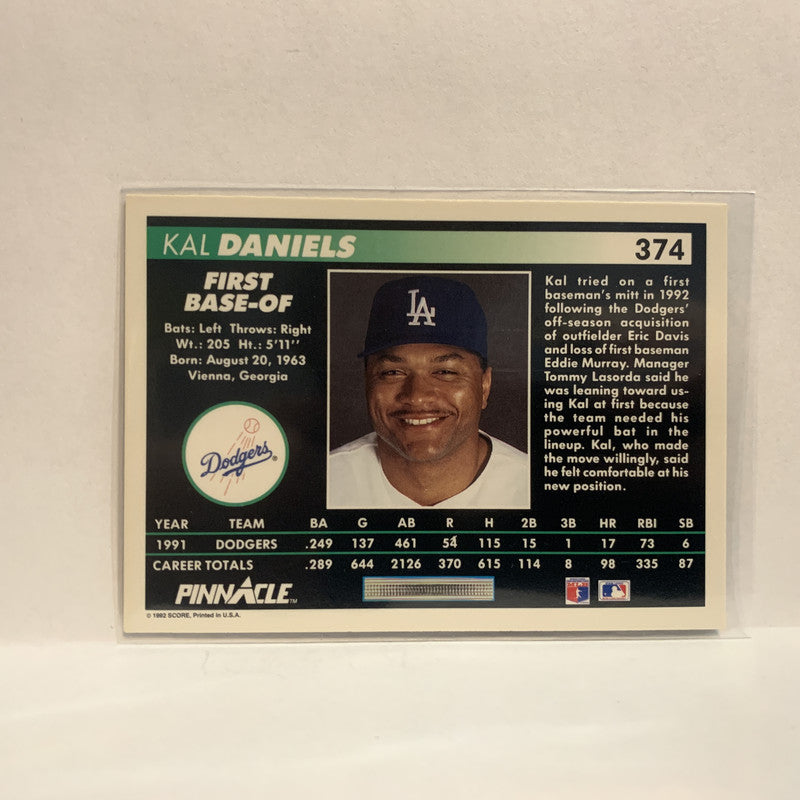 KAL DANIELS 374
FIRST
BASE-OF
Bats: Left Throws: Right
Wt.: 205 Ht.: 5'11''
Born: August 20, 1963
Vienna, Georgia
Dodgers®
LA
Kal tried on a first
baseman's mitt in 1992
following the Dodgers'
off-season acquisition
of outfielder Eric Davis
and loss of first baseman
Eddie Murray. Manager
Tommy Lasorda said he
was leaning toward us-
ing Kal at first because
the team needed his
powerful bat in the
lineup. Kal, who made
the move willingly, said
he felt comfortable at his
new position.
YEAR TEAM BA G AB R H 2B 3B HR RBI SB
1991 DODGERS .249 137 461 54 115 15 1 17 73 6
CAREER TOTALS .289 644 2126 370 615 114 8 98 335 87
PINNACLE™
© 1992 SCORE, Printed in U.S.A.